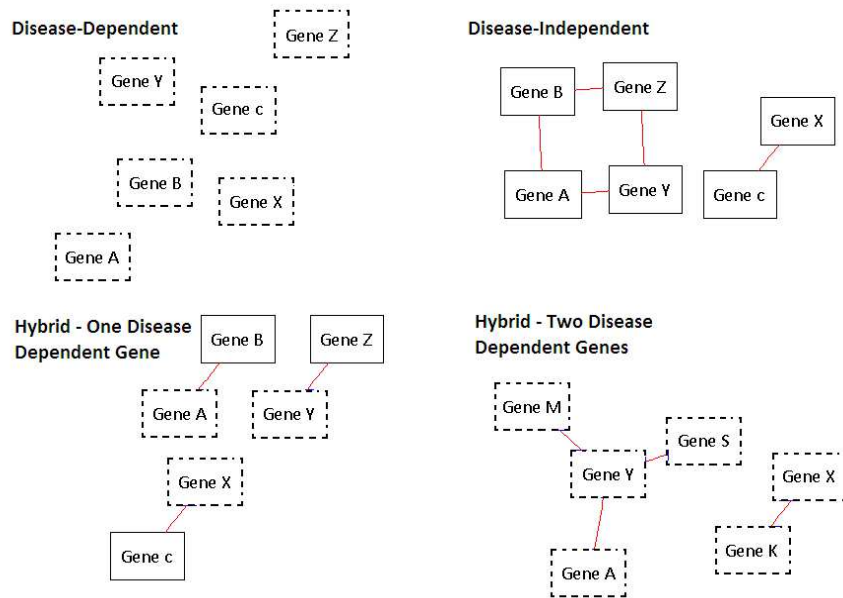 Disease-Dependent
Gene Z
Gene Y
Gene c
Gene B
Gene X
Gene A
Disease-Independent
Gene B
Gene Z
Gene X
Gene A
Gene Y
Gene c
Hybrid - One Disease
Dependent Gene
Gene B
Gene Z
Gene A
Gene Y
Gene X
Gene c
Hybrid - Two Disease
Dependent Genes
Gene M
Gene S
Gene Y
Gene X
Gene K
Gene A